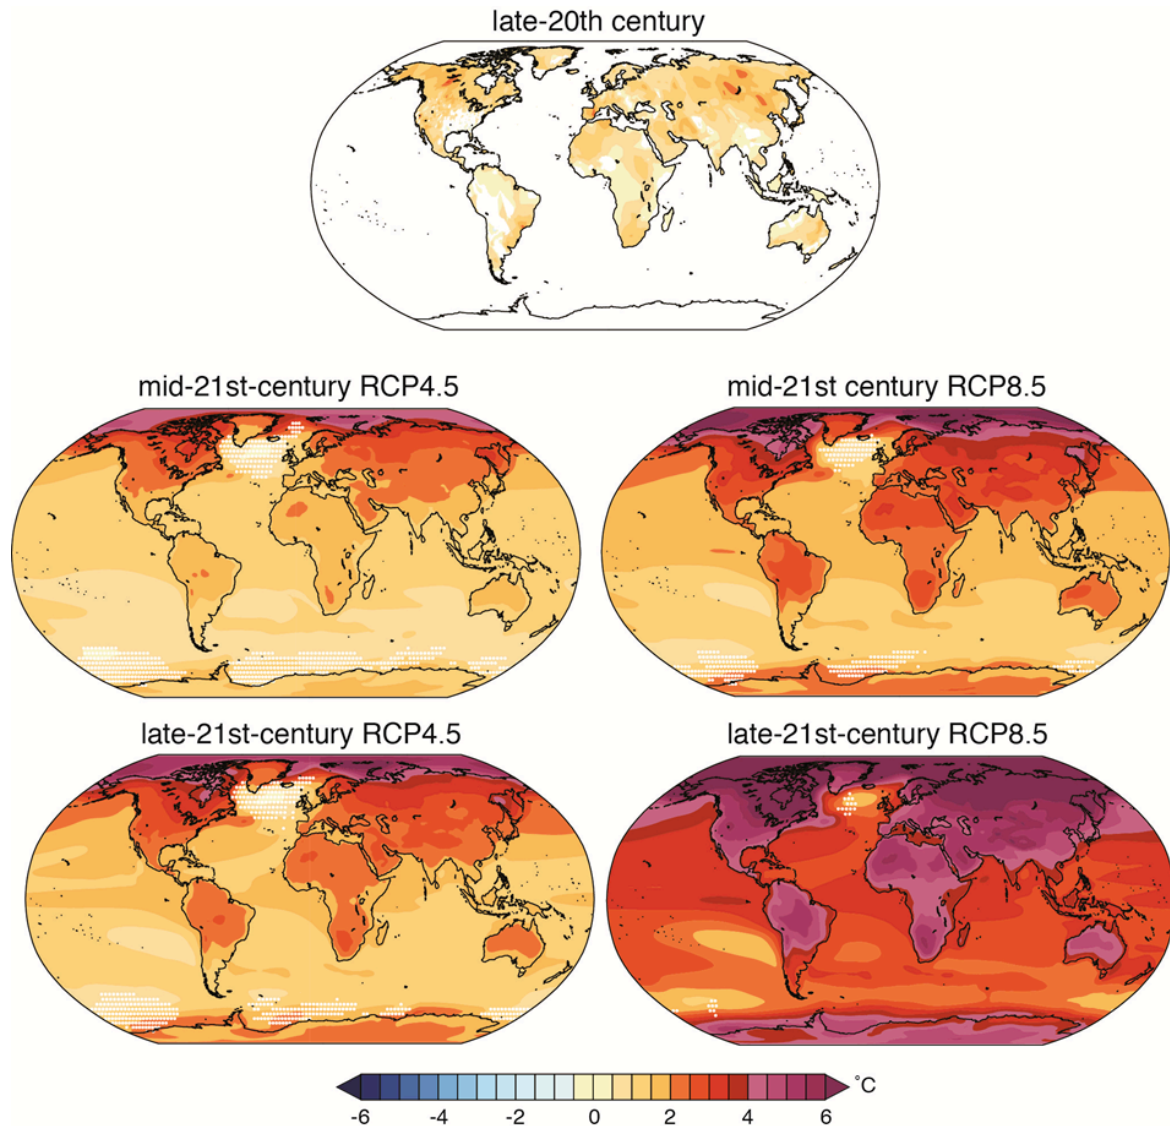 late-20th century
mid-21st-century RCP4.5
mid-21st century RCP8.5
late-21st-century RCP4.5
late-21st-century RCP8.5
°C
-6 -4 -2 0 2 4 6